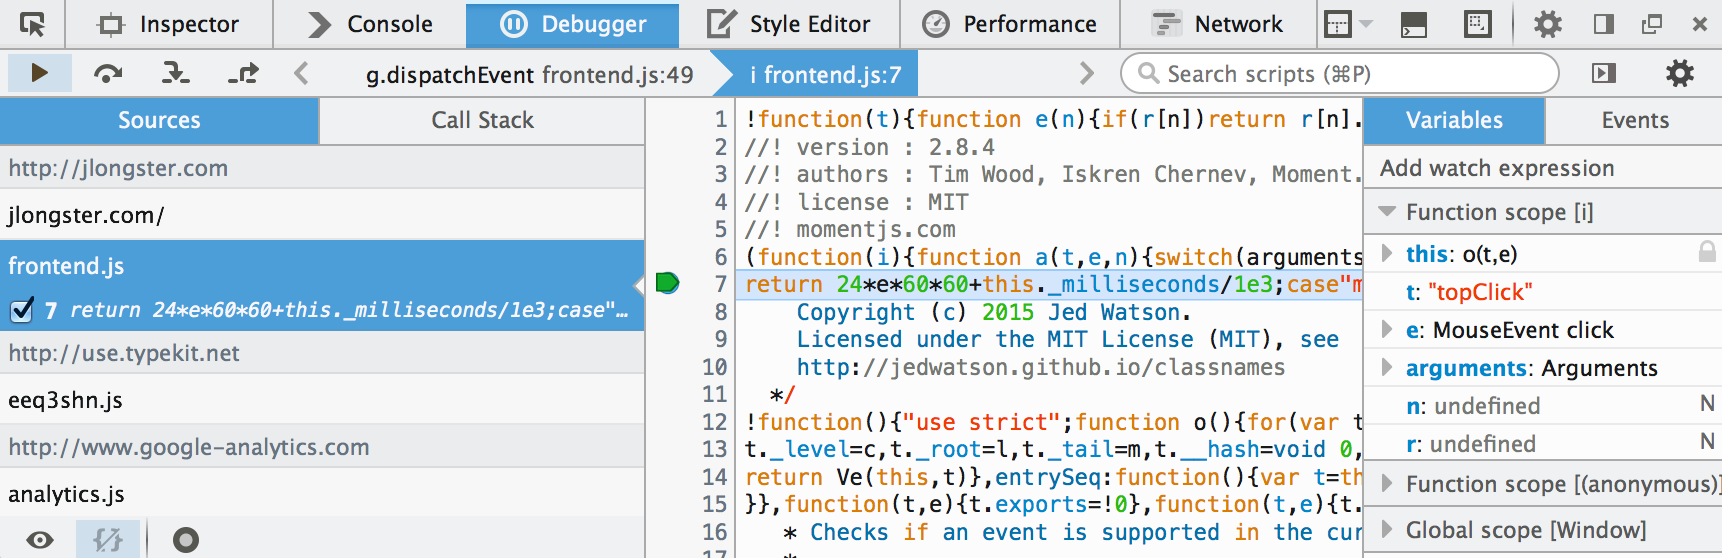 Inspector Console Debugger Style Editor Performance Network
g.dispatchEvent frontend.js:49 i frontend.js:7 Search scripts (⌘P)
Sources Call Stack
http://jlongster.com
jlongster.com/
frontend.js
7 return 24*e*60*60+this._milliseconds/1e3;case"…
http://use.typekit.net
eeq3shn.js
http://www.google-analytics.com
analytics.js
1 !function(t){function e(n){if(r[n])return r[n].
2 //! version : 2.8.4
3 //! authors : Tim Wood, Iskren Chernev, Moment.
4 //! license : MIT
5 //! momentjs.com
6 (function(i){function a(t,e,n){switch(arguments
7 return 24*e*60*60+this._milliseconds/1e3;case"m
8 Copyright (c) 2015 Jed Watson.
9 Licensed under the MIT License (MIT), see
10 http://jedwatson.github.io/classnames
11 */
12 !function(){"use strict";function o(){for(var t
13 t._level=c,t._root=l,t._tail=m,t.__hash=void 0,
14 return Ve(this,t)},entrySeq:function(){var t=th
15 }},function(t,e){t.exports=!0},function(t,e){t.
16 * Checks if an event is supported in the cur
17 *
Variables Events
Add watch expression
Function scope [i]
this: o(t,e)
t: "topClick"
e: MouseEvent click
arguments: Arguments
n: undefined N
r: undefined N
Function scope [(anonymous)]
Global scope [Window]